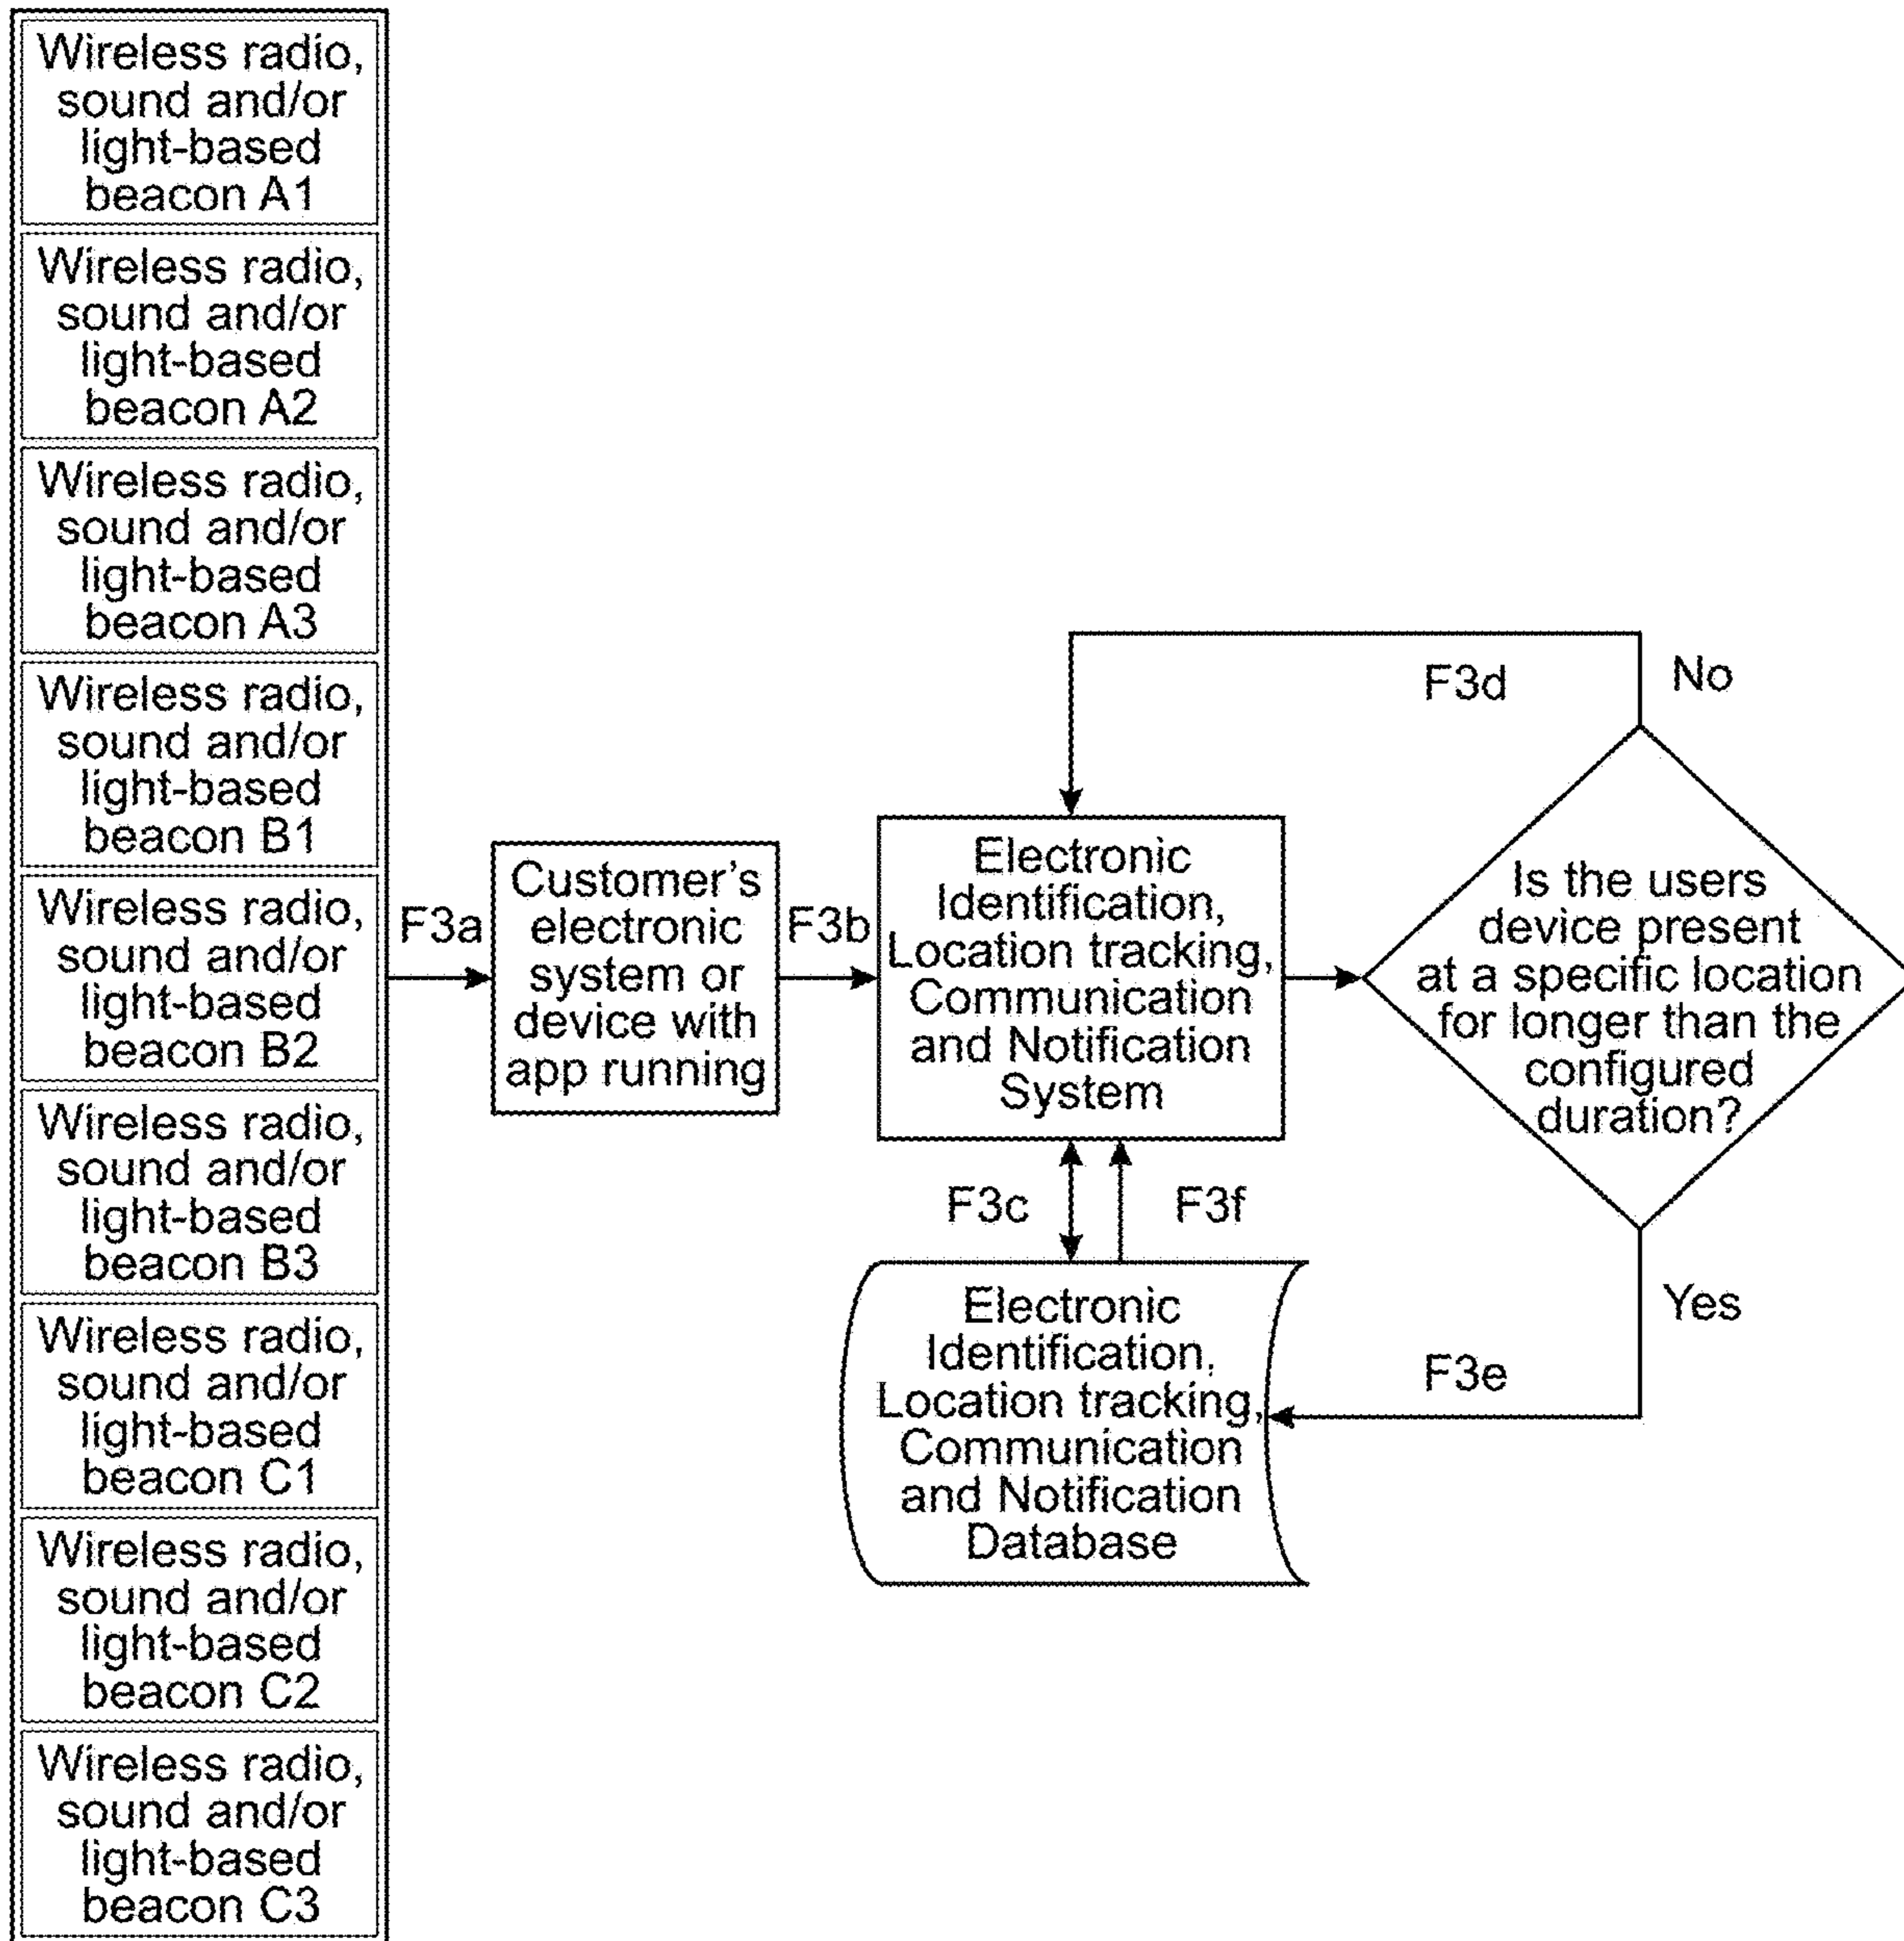 Wireless radio,
sound and/or
light-based
beacon A1
Wireless radio,
sound and/or
light-based
beacon A2
Wireless radio,
sound and/or
light-based
beacon A3
Wireless radio,
sound and/or
light-based
beacon B1
Wireless radio,
sound and/or
light-based
beacon B2
Wireless radio,
sound and/or
light-based
beacon B3
Wireless radio,
sound and/or
light-based
beacon C1
Wireless radio,
sound and/or
light-based
beacon C2
Wireless radio,
sound and/or
light-based
beacon C3
F3a
Customer's
electronic
system or
device with
app running
F3b
Electronic
Identification,
Location tracking,
Communication
and Notification
System
F3d
No
Is the users
device present
at a specific location
for longer than the
configured
duration?
F3c
F3f
Electronic
Identification,
Location tracking,
Communication
and Notification
Database
Yes
F3e